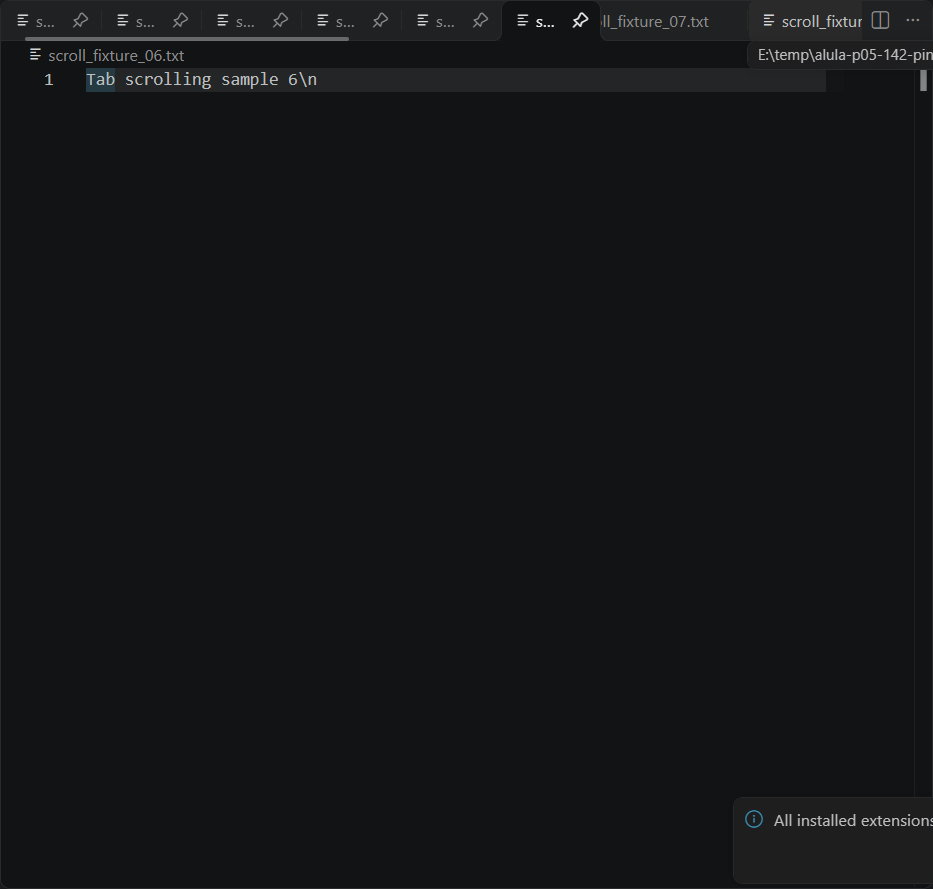 s... s... s... s... s... s... ll_fixture_07.txt scroll_fixtur ...
scroll_fixture_06.txt
E:\temp\alula-p05-142-pin
1 Tab scrolling sample 6\n
All installed extensions